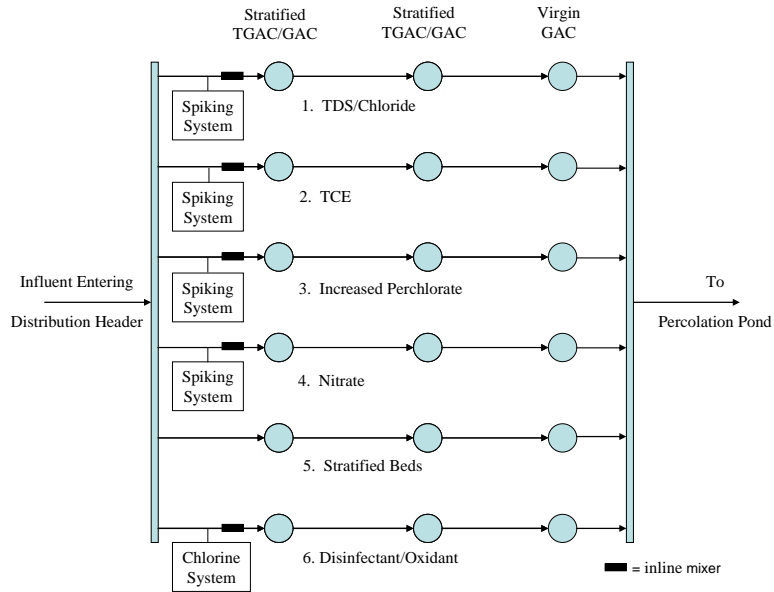 Stratified
TGAC/GAC
Stratified
TGAC/GAC
Virgin
GAC
Spiking
System
1. TDS/Chloride
Spiking
System
2. TCE
Spiking
System
3. Increased Perchlorate
Influent Entering
Distribution Header
To
Percolation Pond
Spiking
System
4. Nitrate
5. Stratified Beds
Chlorine
System
6. Disinfectant/Oxidant
= inline mixer